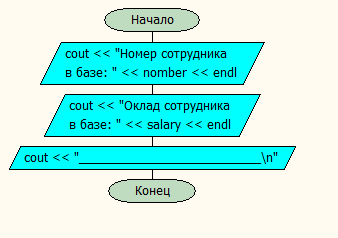 Начало
cout << "Номер сотрудника
в базе: " << nomber << endl
cout << "Оклад сотрудника
в базе: " << salary << endl
cout << "______________________________\n"
Конец